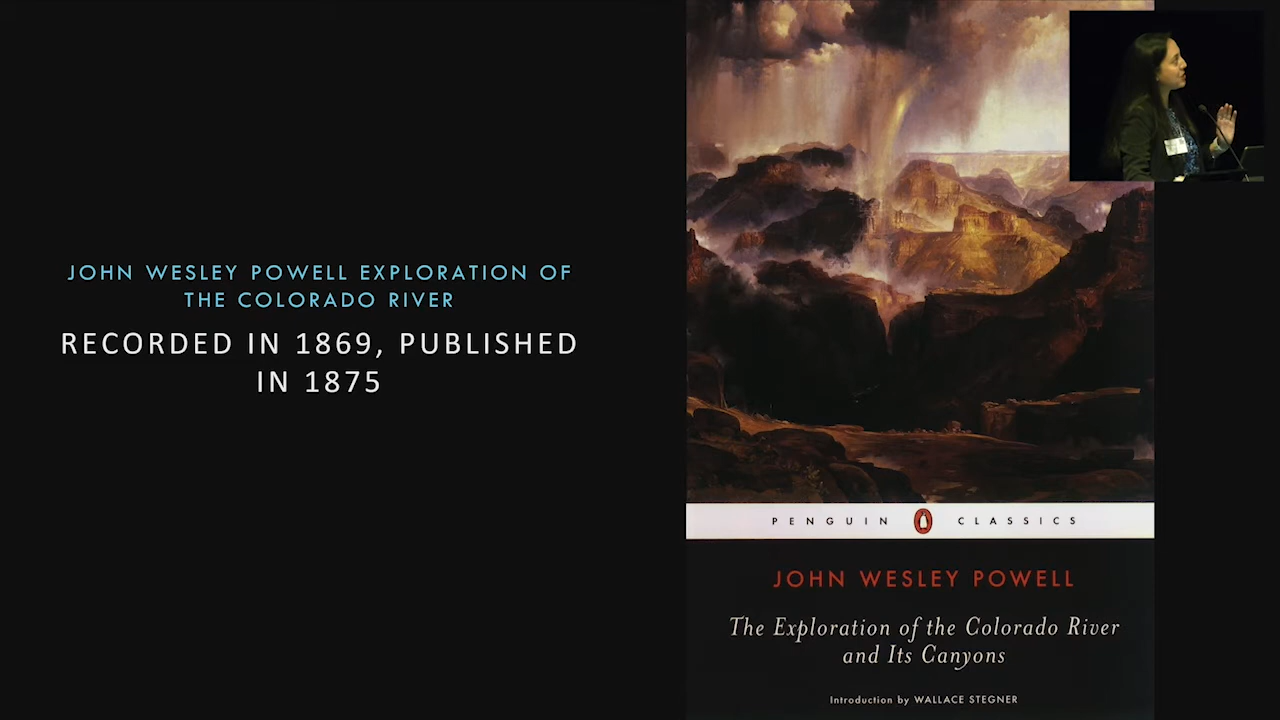 JOHN WESLEY POWELL EXPLORATION OF
THE COLORADO RIVER
RECORDED IN 1869, PUBLISHED
IN 1875
PENGUIN CLASSICS
JOHN WESLEY POWELL
The Exploration of the Colorado River
and Its Canyons
Introduction by WALLACE STEGNER